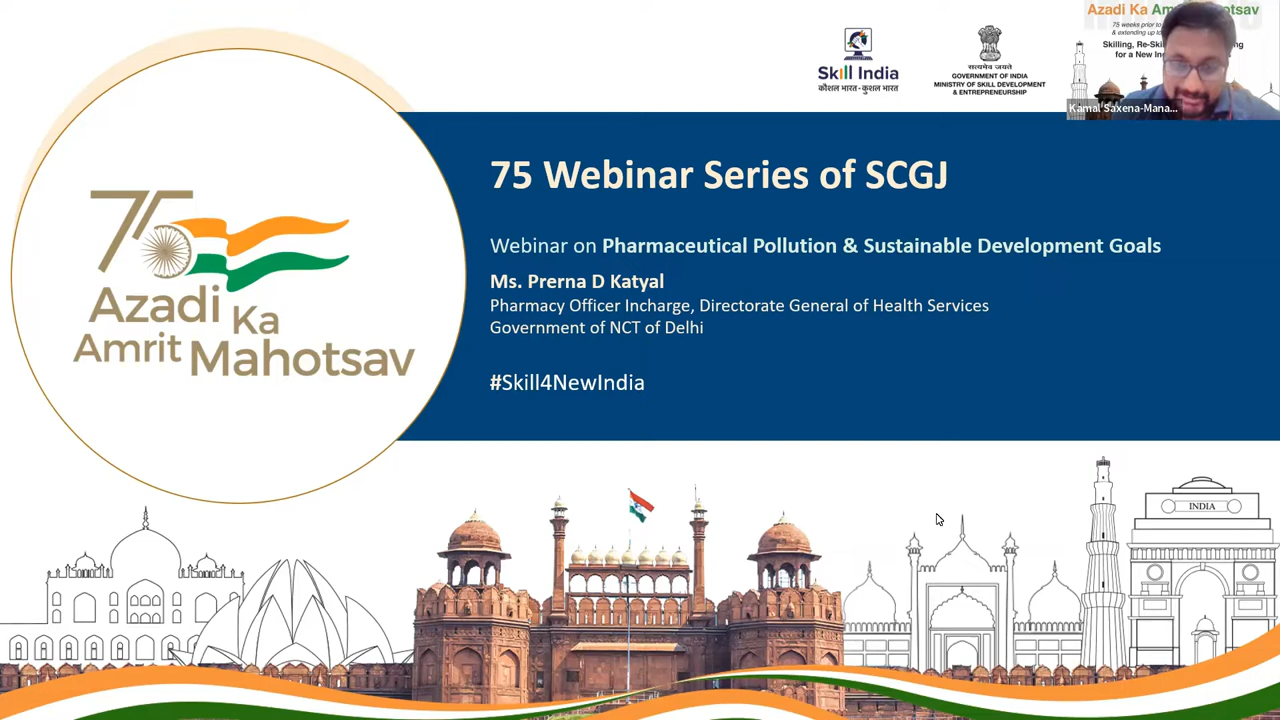 Skill India
कौशल भारत-कुशल भारत
सत्यमेव जयते
GOVERNMENT OF INDIA
MINISTRY OF SKILL DEVELOPMENT
& ENTREPRENEURSHIP
Azadi Ka
75 weeks prior to
& extending up
Skilling, Re-Skil
for a New In
Kamal Saxena-Mana...
75 Webinar Series of SCGJ
Webinar on Pharmaceutical Pollution & Sustainable Development Goals
Ms. Prerna D Katyal
Pharmacy Officer Incharge, Directorate General of Health Services
Government of NCT of Delhi
#Skill4NewIndia
75
Azadi Ka
Amrit Mahotsav
INDIA